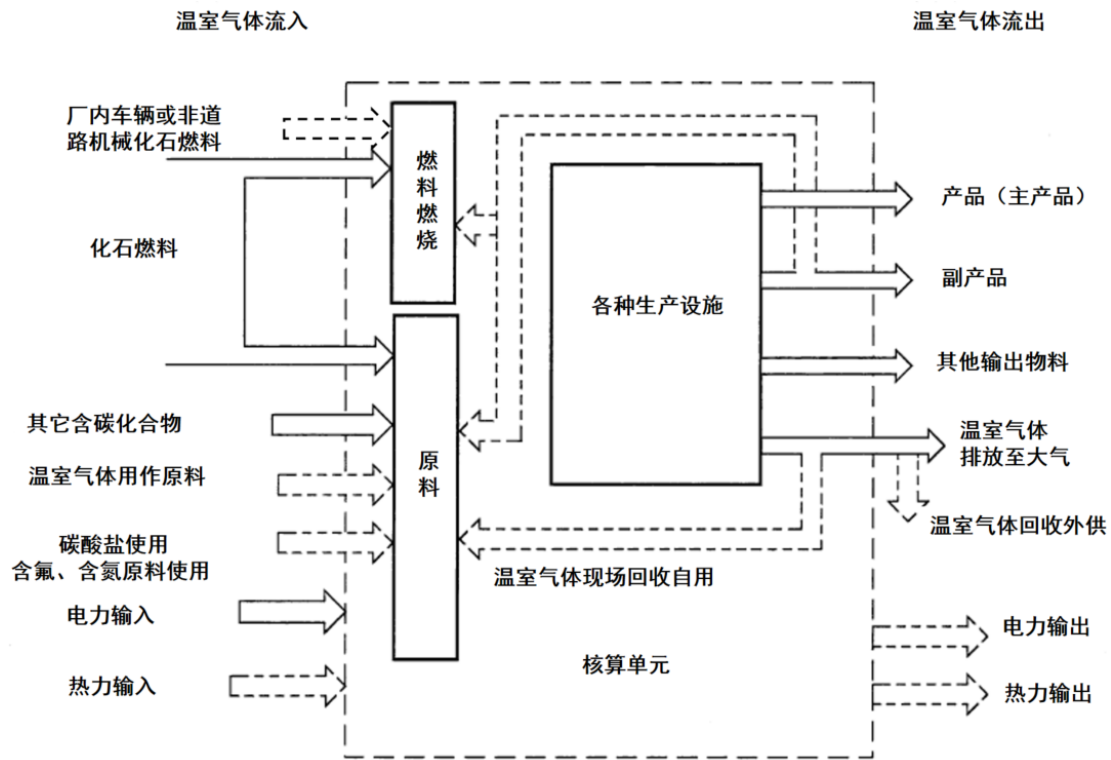 温室气体流入
温室气体流出
厂内车辆或非道
路机械化石燃料
燃料燃烧
产品（主产品）
化石燃料
副产品
各种生产设施
其他输出物料
其它含碳化合物
原料
温室气体
排放至大气
温室气体用作原料
温室气体回收外供
碳酸盐使用
含氟、含氮原料使用
温室气体现场回收自用
电力输入
电力输出
核算单元
热力输入
热力输出